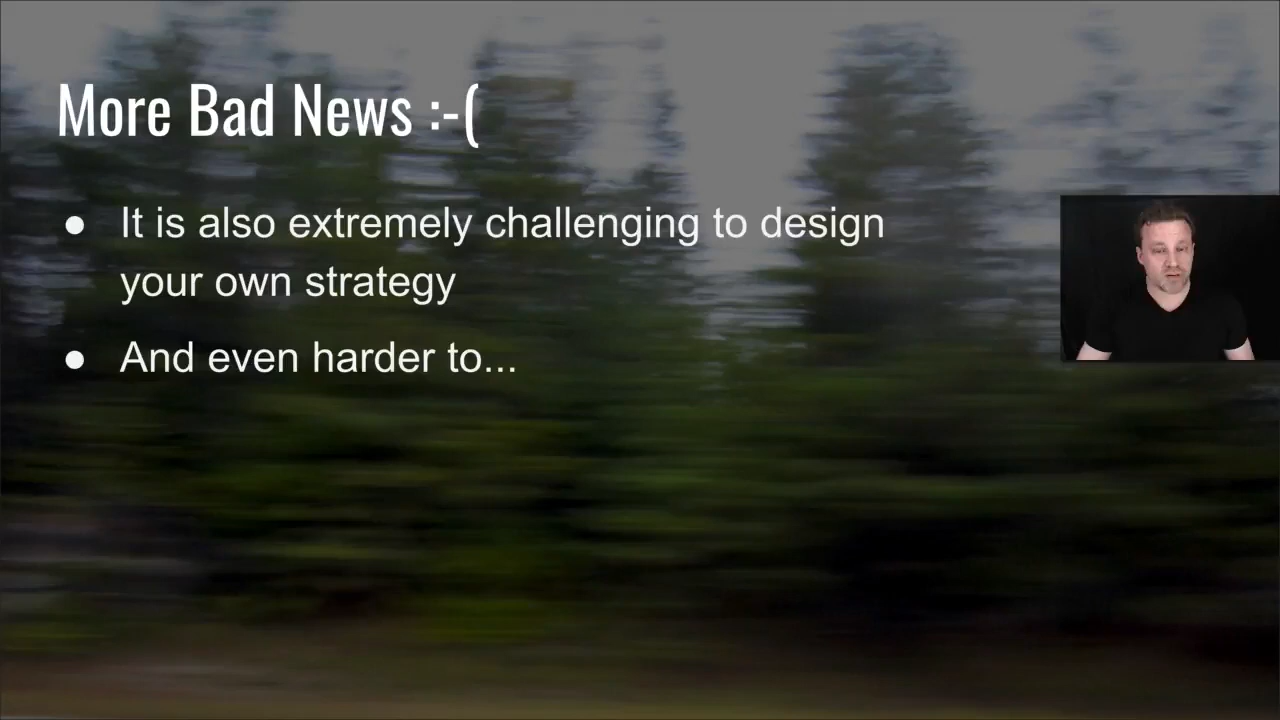 More Bad News :-(
● It is also extremely challenging to design
your own strategy
● And even harder to...